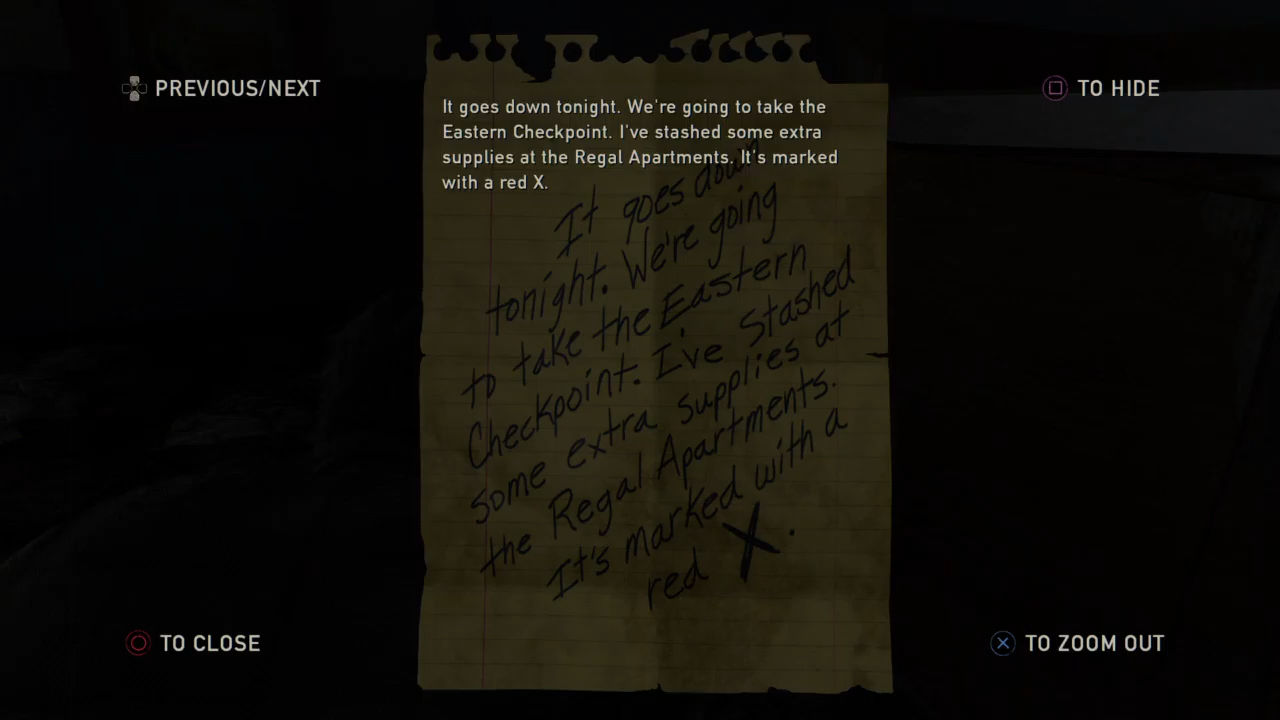 PREVIOUS/NEXT
TO HIDE
It goes down tonight. We're going to take the
Eastern Checkpoint. I've stashed some extra
supplies at the Regal Apartments. It's marked
with a red X.
It goes down
tonight. We're going
to take the Eastern
Checkpoint. I've Stashed
some extra supplies at
the Regal Apartments.
It's marked with a
red X.
TO CLOSE
TO ZOOM OUT